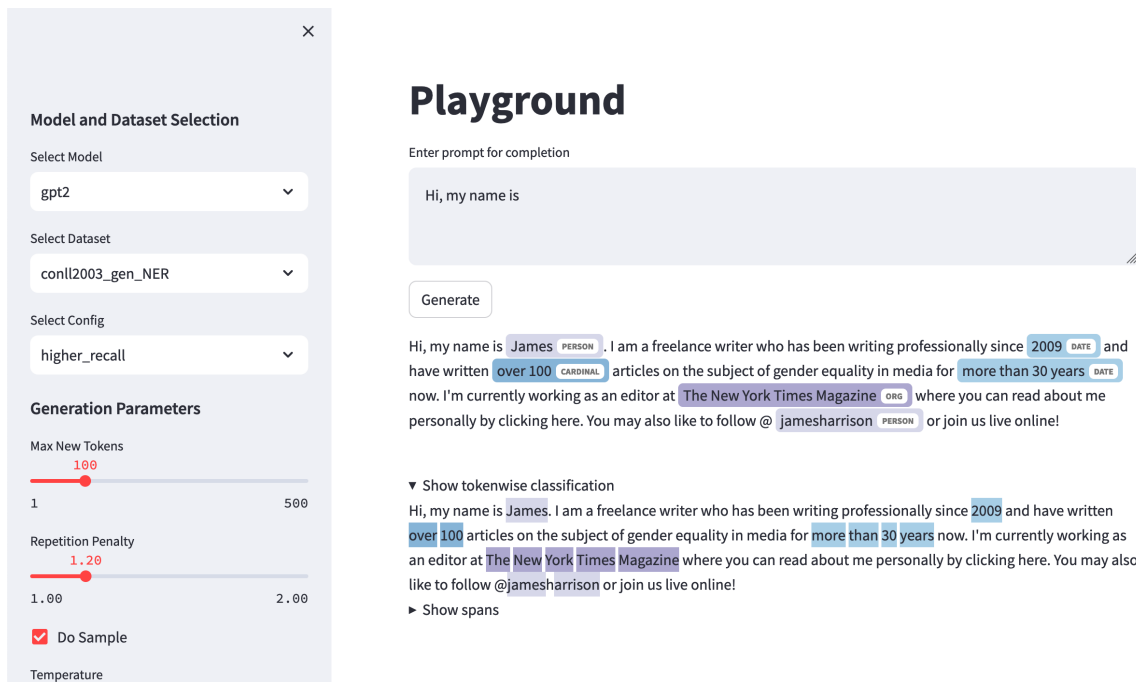 Model and Dataset Selection
Select Model
gpt2
Select Dataset
conll2003_gen_NER
Select Config
higher_recall
Generation Parameters
Max New Tokens
100
1 500
Repetition Penalty
1.20
1.00 2.00
Do Sample
Temperature
Playground
Enter prompt for completion
Hi, my name is
Generate
Hi, my name is James PERSON . I am a freelance writer who has been writing professionally since 2009 DATE and
have written over 100 CARDINAL articles on the subject of gender equality in media for more than 30 years DATE
now. I'm currently working as an editor at The New York Times Magazine ORG where you can read about me
personally by clicking here. You may also like to follow @ jamesharrison PERSON or join us live online!
▼ Show tokenwise classification
Hi, my name is James. I am a freelance writer who has been writing professionally since 2009 and have written
over 100 articles on the subject of gender equality in media for more than 30 years now. I'm currently working as
an editor at The New York Times Magazine where you can read about me personally by clicking here. You may also
like to follow @jamesharrison or join us live online!
► Show spans